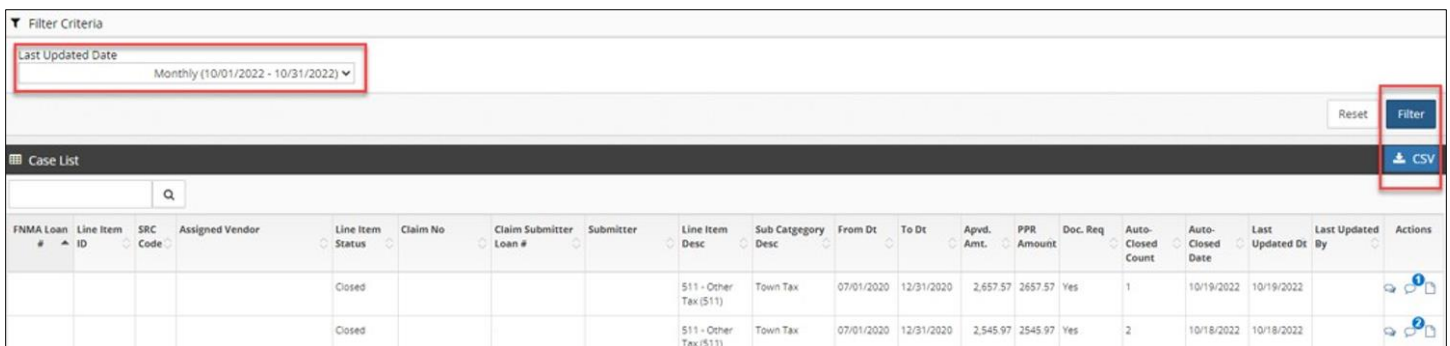 Filter Criteria
Last Updated Date
Monthly (10/01/2022 - 10/31/2022)
Reset Filter
Case List CSV
FNMA Loan # Line Item ID SRC Code Assigned Vendor Line Item Status Claim No Claim Submitter Loan # Submitter Line Item Desc Sub Catgegory Desc From Dt To Dt Apvd. Amt. PPR Amount Doc. Req Auto-Closed Count Auto-Closed Date Last Updated Dt Last Updated By Actions
Closed 511 - Other Tax (511) Town Tax 07/01/2020 12/31/2020 2,657.57 2657.57 Yes 1 10/19/2022 10/19/2022 1
Closed 511 - Other Tax (511) Town Tax 07/01/2020 12/31/2020 2,545.97 2545.97 Yes 2 10/18/2022 10/18/2022 2